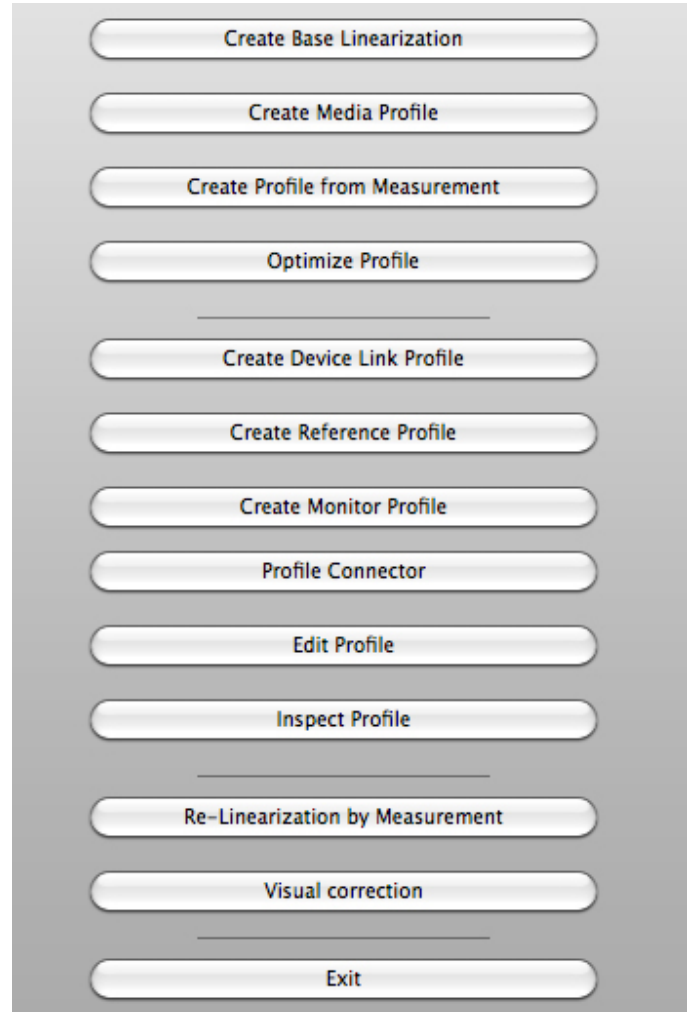 Create Base Linearization
Create Media Profile
Create Profile from Measurement
Optimize Profile
Create Device Link Profile
Create Reference Profile
Create Monitor Profile
Profile Connector
Edit Profile
Inspect Profile
Re-Linearization by Measurement
Visual correction
Exit